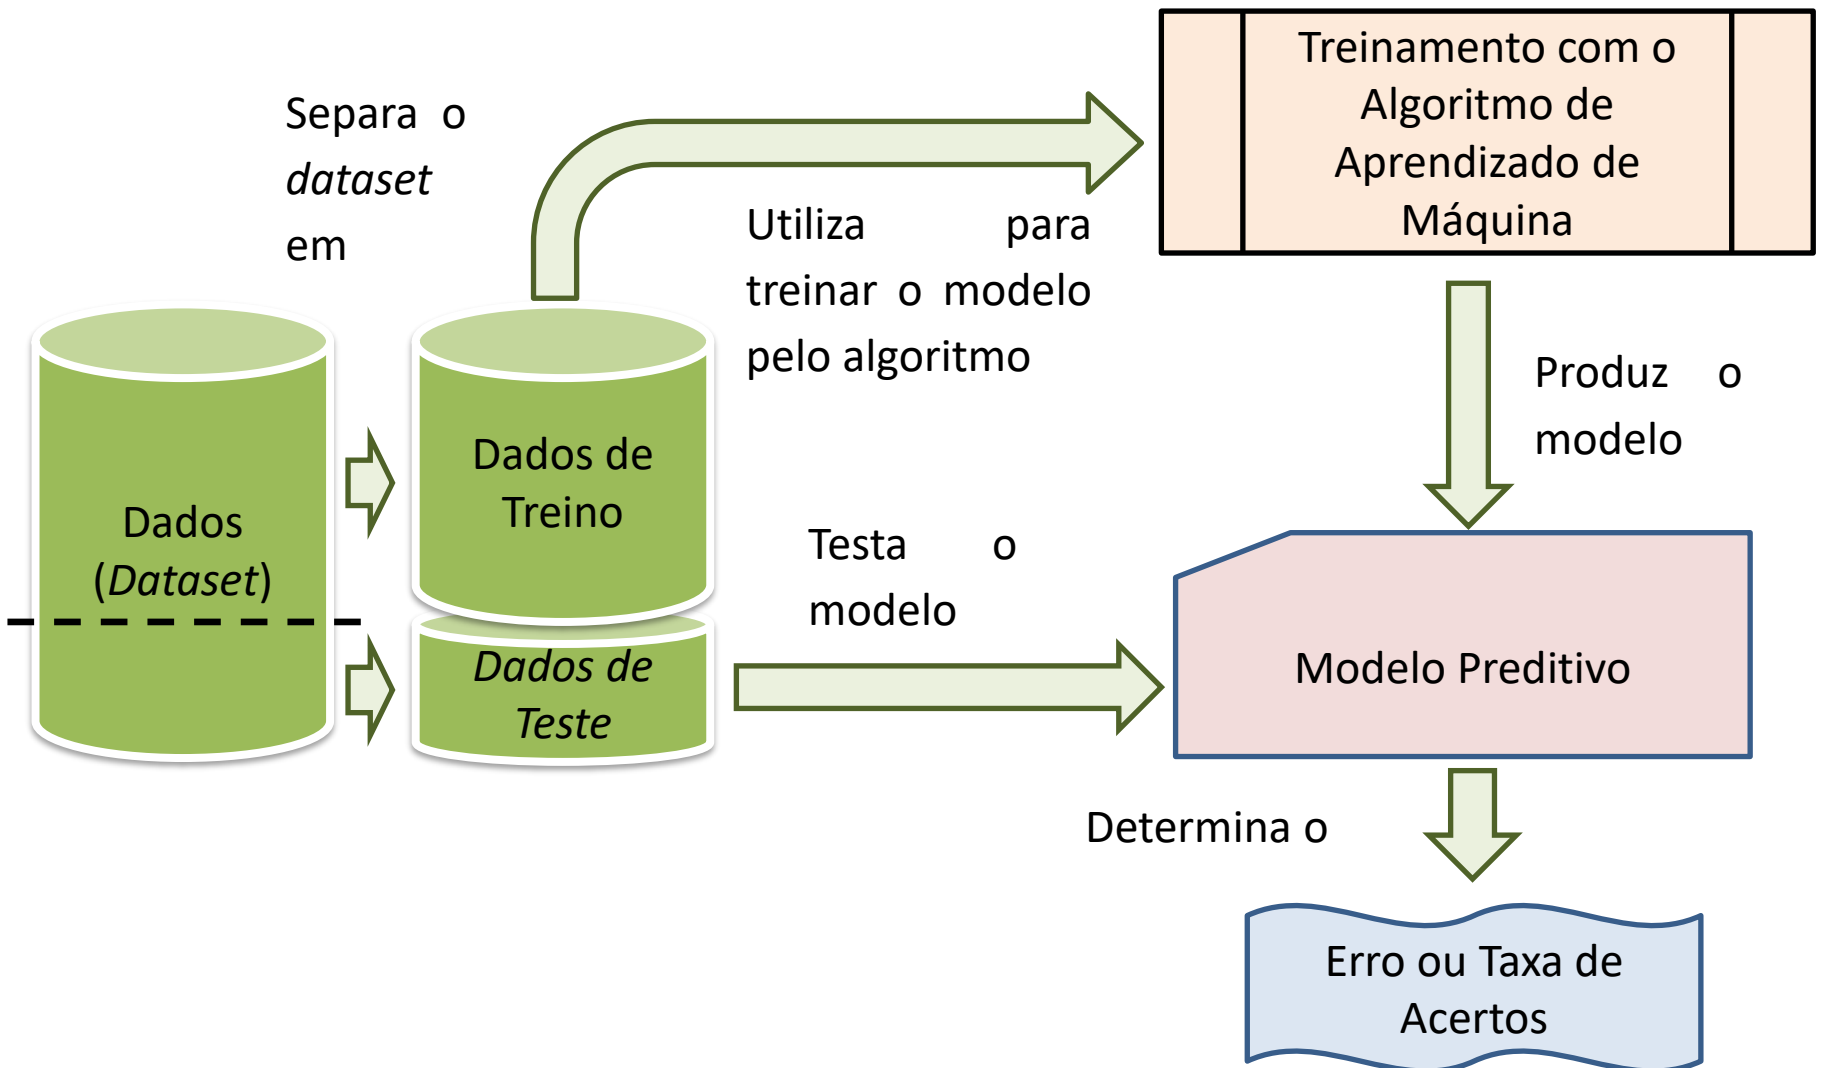 Separa o
dataset
em
Dados
(Dataset)
Dados de
Treino
Dados de
Teste
Utiliza para
treinar o modelo
pelo algoritmo
Treinamento com o
Algoritmo de
Aprendizado de
Máquina
Produz o
modelo
Testa o
modelo
Modelo Preditivo
Determina o
Erro ou Taxa de
Acertos